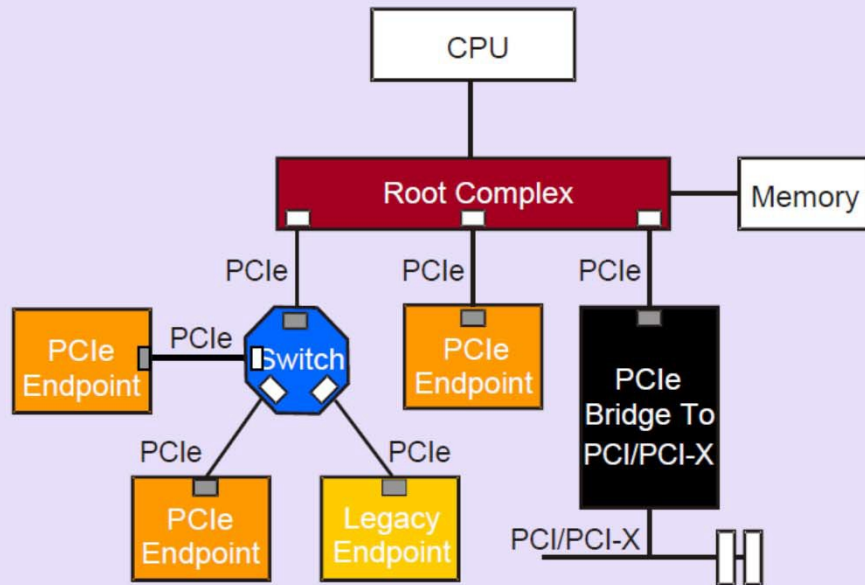 CPU
Root Complex
Memory
PCIe
PCIe
PCIe
PCIe
Endpoint
PCIe
Switch
PCIe
Endpoint
PCIe
Bridge To
PCI/PCI-X
PCIe
PCIe
PCIe
Endpoint
Legacy
Endpoint
PCI/PCI-X